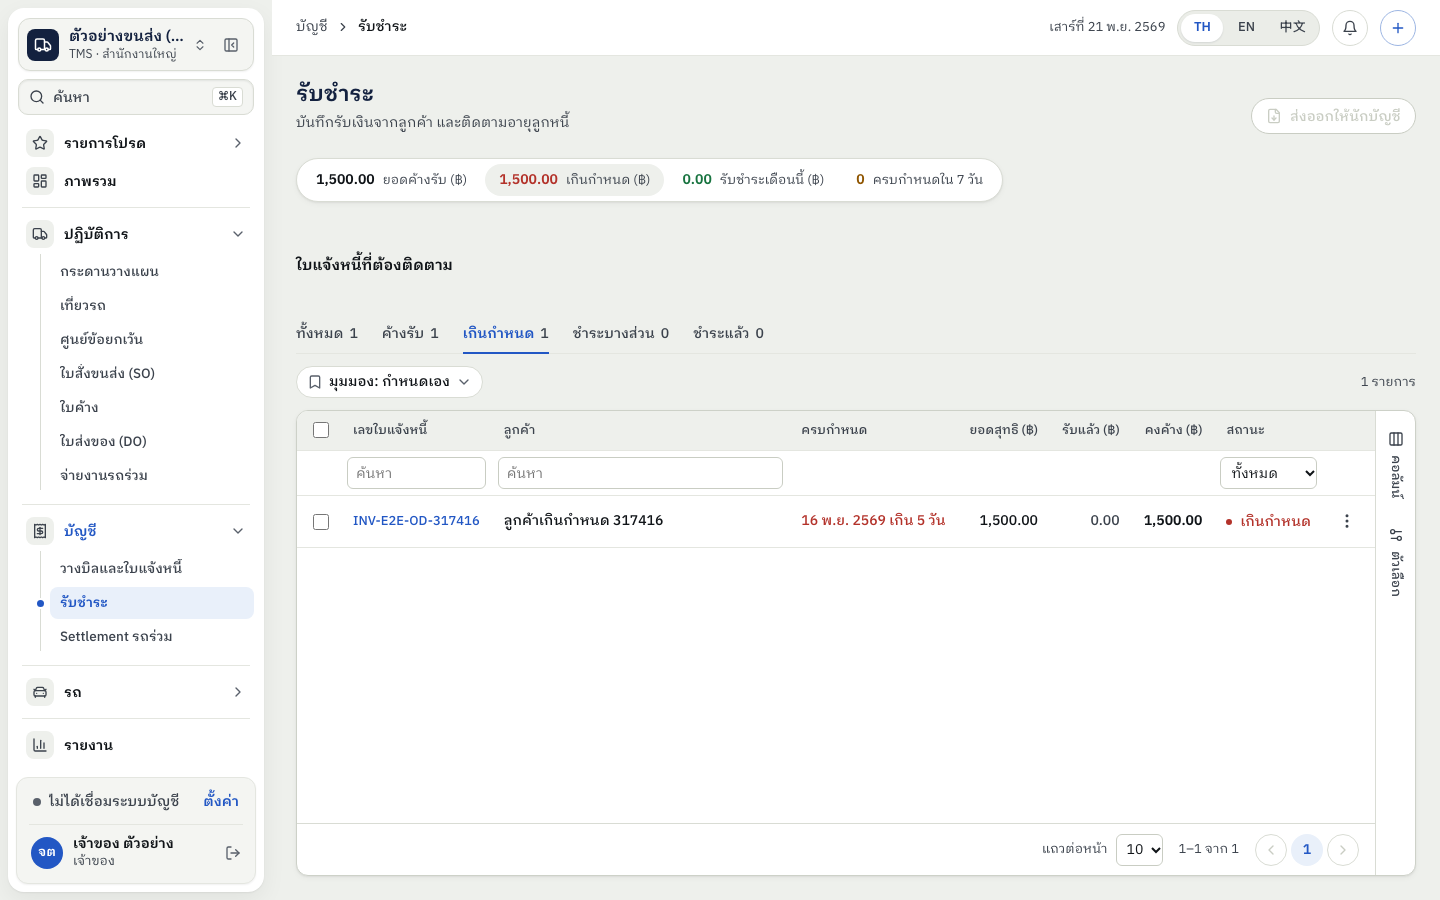 ตัวอย่างขนส่ง (...
TMS · สำนักงานใหญ่
ค้นหา
⌘K
รายการโปรด
ภาพรวม
ปฏิบัติการ
กระดานวางแผน
เที่ยวรถ
ศูนย์ข้อยกเว้น
ใบสั่งขนส่ง (SO)
ใบค้าง
ใบส่งของ (DO)
จ่ายงานรถร่วม
บัญชี
วางบิลและใบแจ้งหนี้
รับชำระ
Settlement รถร่วม
รถ
รายงาน
ไม่ได้เชื่อมระบบบัญชี
ตั้งค่า
จต
เจ้าของ ตัวอย่าง
เจ้าของ
บัญชี
รับชำระ
เสาร์ที่ 21 พ.ย. 2569
TH
EN
中文
รับชำระ
บันทึกรับเงินจากลูกค้า และติดตามอายุลูกหนี้
ส่งออกให้นักบัญชี
1,500.00 ยอดค้างรับ (฿)
1,500.00 เกินกำหนด (฿)
0.00 รับชำระเดือนนี้ (฿)
0 ครบกำหนดใน 7 วัน
ใบแจ้งหนี้ที่ต้องติดตาม
ทั้งหมด 1
ค้างรับ 1
เกินกำหนด 1
ชำระบางส่วน 0
ชำระแล้ว 0
มุมมอง: กำหนดเอง
1 รายการ
เลขใบแจ้งหนี้
ลูกค้า
ครบกำหนด
ยอดสุทธิ (฿)
รับแล้ว (฿)
คงค้าง (฿)
สถานะ
ค้นหา
ค้นหา
ทั้งหมด
INV-E2E-OD-317416
ลูกค้าเกินกำหนด 317416
16 พ.ย. 2569 เกิน 5 วัน
1,500.00
0.00
1,500.00
เกินกำหนด
คอลัมน์
ตัวเลือก
แถวต่อหน้า
10
1–1 จาก 1
1